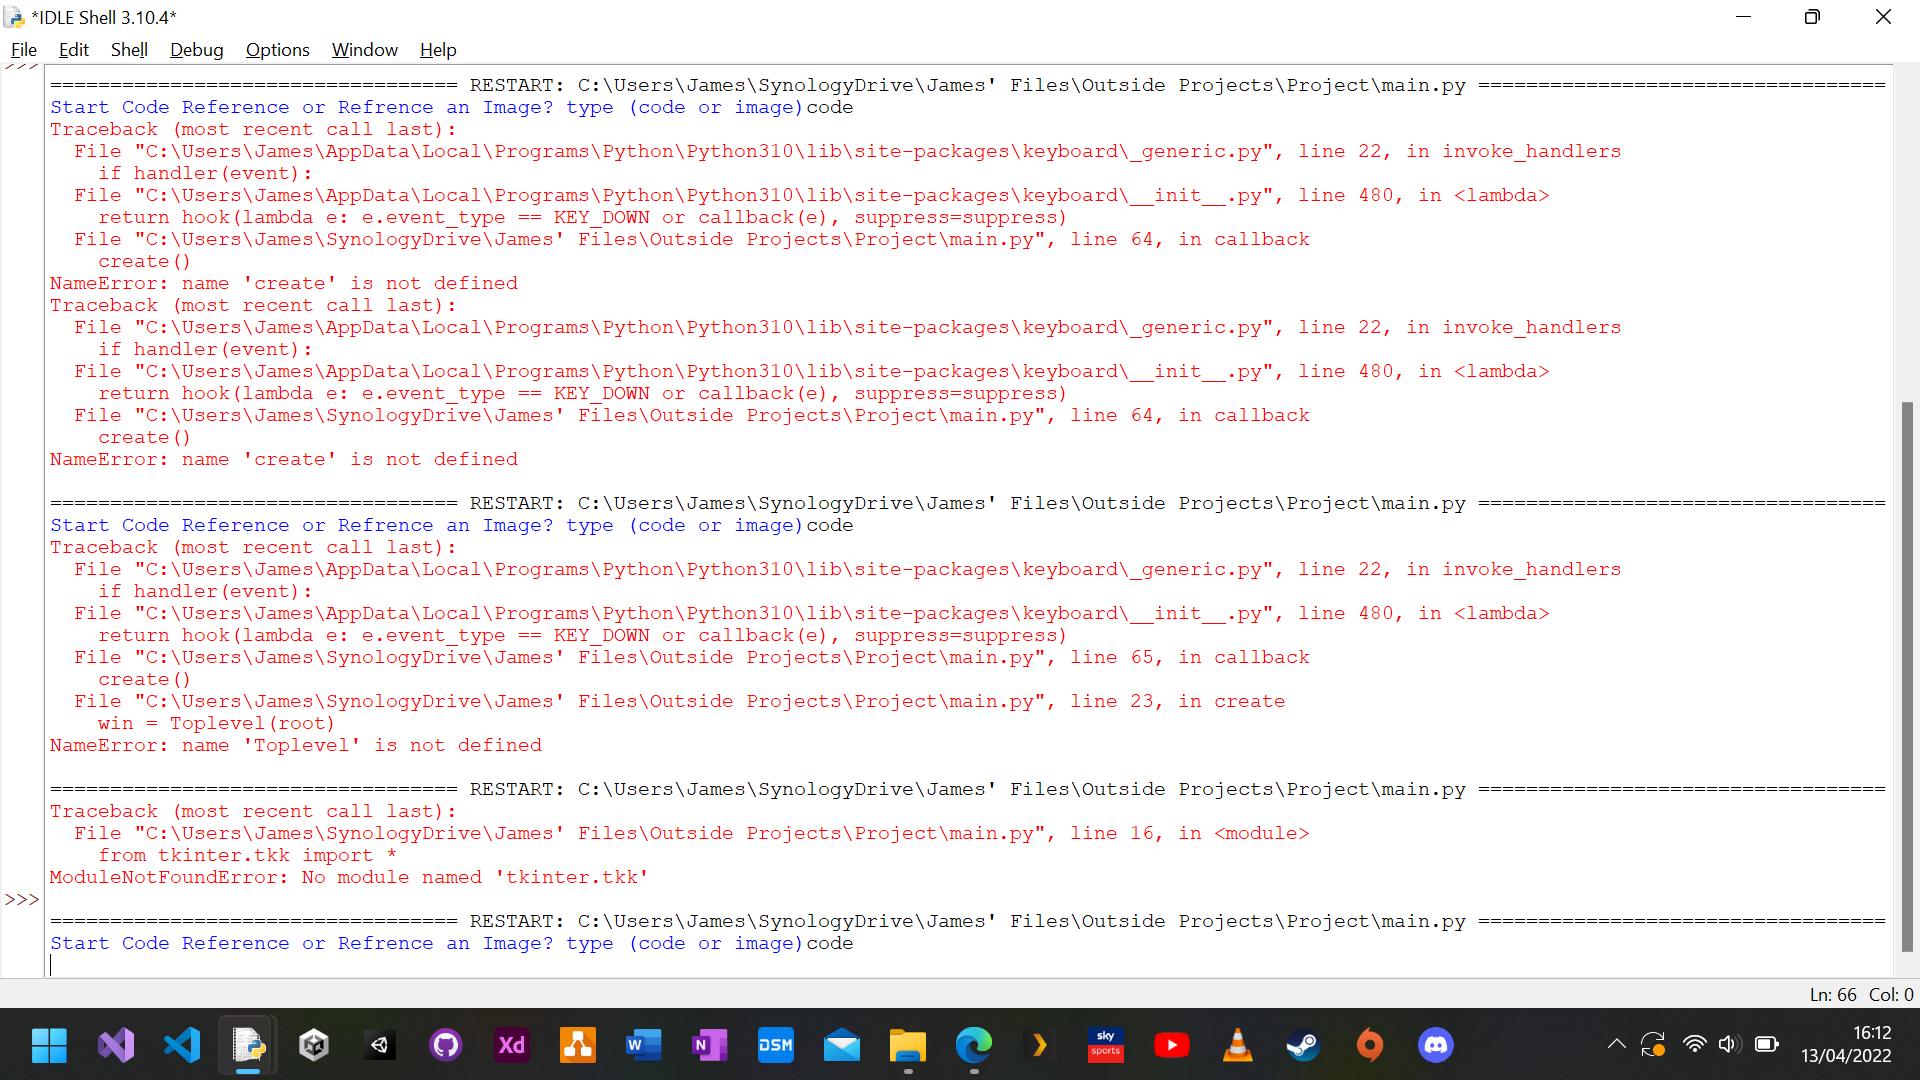 *IDLE Shell 3.10.4*
File Edit Shell Debug Options Window Help
>>>
================================== RESTART: C:\Users\James\SynologyDrive\James' Files\Outside Projects\Project\main.py ==================================
Start Code Reference or Refrence an Image? type (code or image)code
Traceback (most recent call last):
  File "C:\Users\James\AppData\Local\Programs\Python\Python310\lib\site-packages\keyboard\_generic.py", line 22, in invoke_handlers
    if handler(event):
  File "C:\Users\James\AppData\Local\Programs\Python\Python310\lib\site-packages\keyboard\__init__.py", line 480, in <lambda>
    return hook(lambda e: e.event_type == KEY_DOWN or callback(e), suppress=suppress)
  File "C:\Users\James\SynologyDrive\James' Files\Outside Projects\Project\main.py", line 64, in callback
    create()
NameError: name 'create' is not defined
Traceback (most recent call last):
  File "C:\Users\James\AppData\Local\Programs\Python\Python310\lib\site-packages\keyboard\_generic.py", line 22, in invoke_handlers
    if handler(event):
  File "C:\Users\James\AppData\Local\Programs\Python\Python310\lib\site-packages\keyboard\__init__.py", line 480, in <lambda>
    return hook(lambda e: e.event_type == KEY_DOWN or callback(e), suppress=suppress)
  File "C:\Users\James\SynologyDrive\James' Files\Outside Projects\Project\main.py", line 64, in callback
    create()
NameError: name 'create' is not defined
================================== RESTART: C:\Users\James\SynologyDrive\James' Files\Outside Projects\Project\main.py ==================================
Start Code Reference or Refrence an Image? type (code or image)code
Traceback (most recent call last):
  File "C:\Users\James\AppData\Local\Programs\Python\Python310\lib\site-packages\keyboard\_generic.py", line 22, in invoke_handlers
    if handler(event):
  File "C:\Users\James\AppData\Local\Programs\Python\Python310\lib\site-packages\keyboard\__init__.py", line 480, in <lambda>
    return hook(lambda e: e.event_type == KEY_DOWN or callback(e), suppress=suppress)
  File "C:\Users\James\SynologyDrive\James' Files\Outside Projects\Project\main.py", line 65, in callback
    create()
  File "C:\Users\James\SynologyDrive\James' Files\Outside Projects\Project\main.py", line 23, in create
    win = Toplevel(root)
NameError: name 'Toplevel' is not defined
================================== RESTART: C:\Users\James\SynologyDrive\James' Files\Outside Projects\Project\main.py ==================================
Traceback (most recent call last):
  File "C:\Users\James\SynologyDrive\James' Files\Outside Projects\Project\main.py", line 16, in <module>
    from tkinter.tkk import *
ModuleNotFoundError: No module named 'tkinter.tkk'
>>>
================================== RESTART: C:\Users\James\SynologyDrive\James' Files\Outside Projects\Project\main.py ==================================
Start Code Reference or Refrence an Image? type (code or image)code
Ln: 66 Col: 0
Xd
W
N
DSM
sky
sports
16:12
13/04/2022